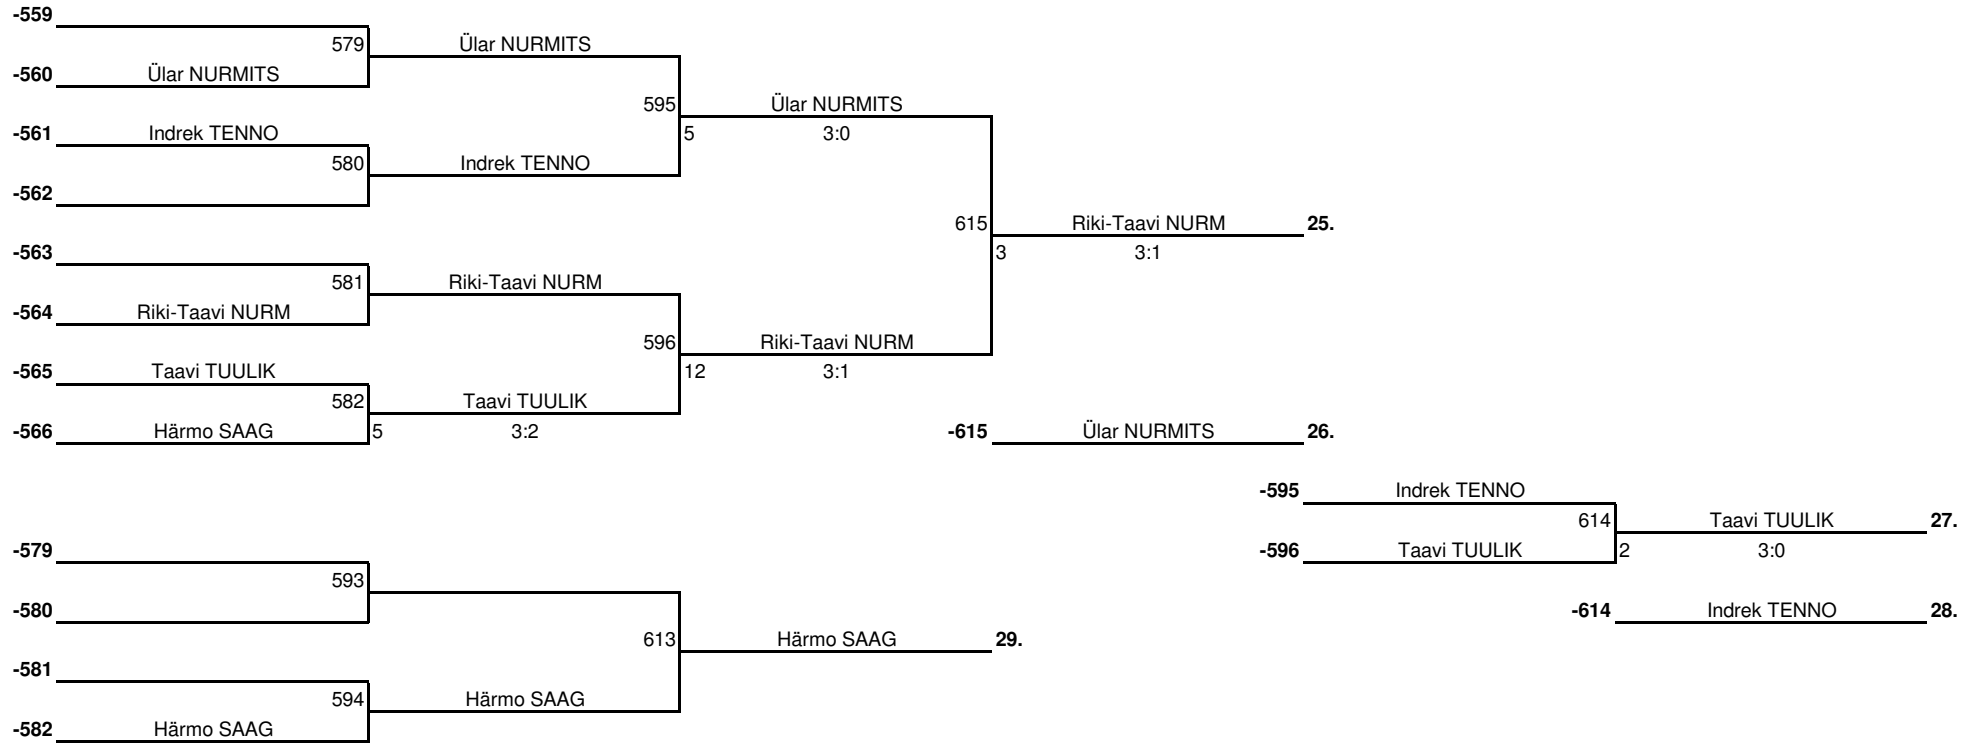 -559
579 Ülar NURMITS
-560 Ülar NURMITS
595 Ülar NURMITS
-561 Indrek TENNO 5 3:0
580 Indrek TENNO
-562
615 Riki-Taavi NURM 25.
-563 3 3:1
581 Riki-Taavi NURM
-564 Riki-Taavi NURM
596 Riki-Taavi NURM
-565 Taavi TUULIK 12 3:1
582 Taavi TUULIK
-566 Härmo SAAG 5 3:2 -615 Ülar NURMITS 26.
-595 Indrek TENNO
614 Taavi TUULIK 27.
-579 -596 Taavi TUULIK 2 3:0
593
-580 -614 Indrek TENNO 28.
613 Härmo SAAG 29.
-581
594 Härmo SAAG
-582 Härmo SAAG